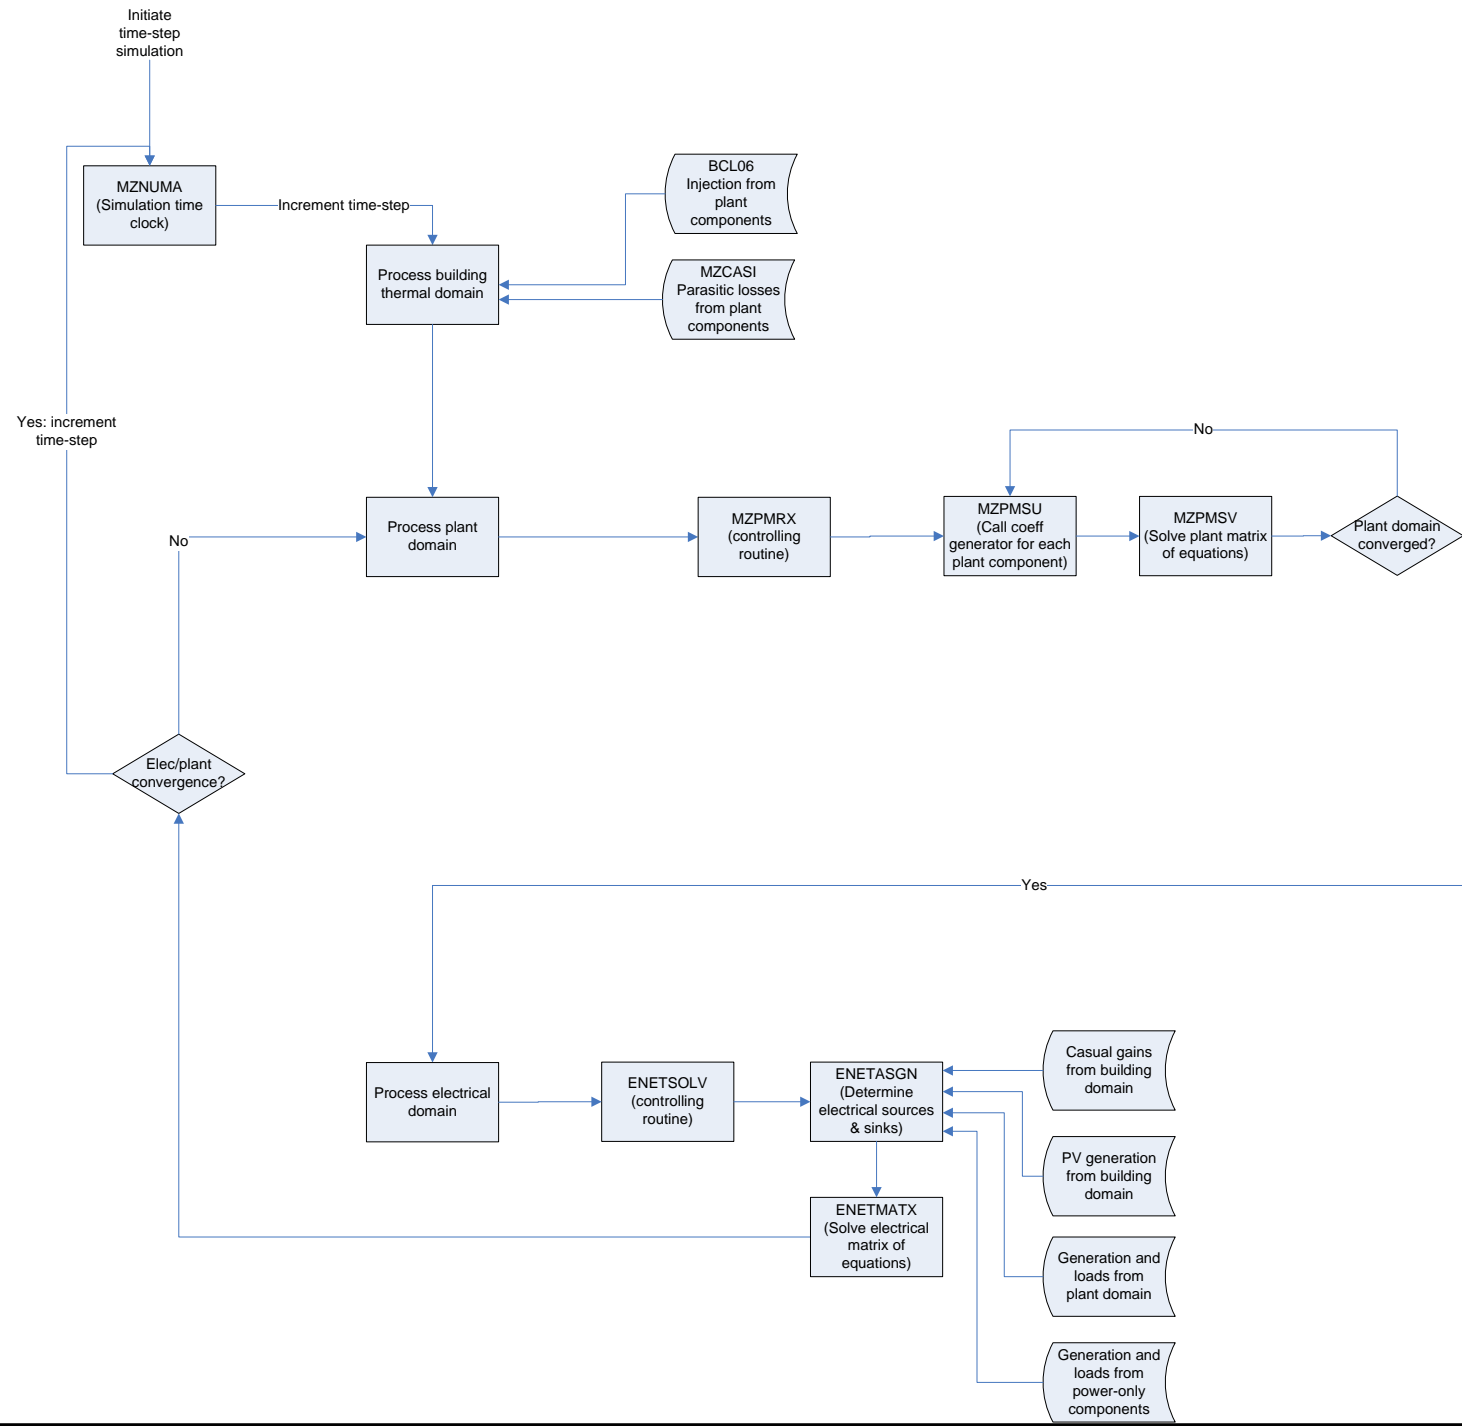 Initiate
time-step
simulation
MZNUMA
(Simulation time
clock)
Increment time-step
BCL06
Injection from
plant
components
Process building
thermal domain
MZCASI
Parasitic losses
from plant
components
Yes: increment
time-step
No
No
Process plant
domain
MZPMRX
(controlling
routine)
MZPMSU
(Call coeff
generator for each
plant component)
MZPMSV
(Solve plant matrix
of equations)
Plant domain
converged?
Elec/plant
convergence?
Yes
Process electrical
domain
ENETSOLV
(controlling
routine)
ENETASGN
(Determine
electrical sources
& sinks)
Casual gains
from building
domain
PV generation
from building
domain
ENETMATX
(Solve electrical
matrix of
equations)
Generation and
loads from
plant domain
Generation and
loads from
power-only
components